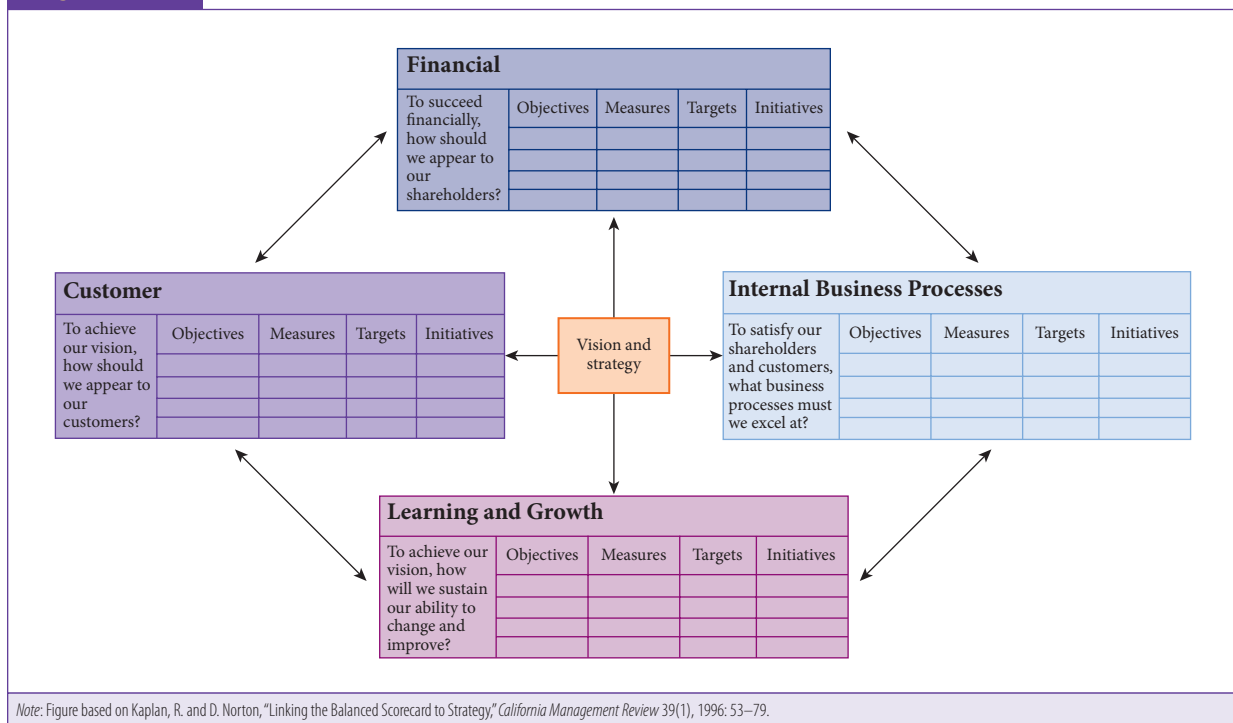 Financial
To succeed
financially,
how should
we appear to
our
shareholders?
Objectives Measures Targets Initiatives
Customer
To achieve
our vision,
how should
we appear to
our
customers?
Objectives Measures Targets Initiatives
Vision and
strategy
Internal Business Processes
To satisfy our
shareholders
and customers,
what business
processes must
we excel at?
Objectives Measures Targets Initiatives
Learning and Growth
To achieve our
vision, how
will we sustain
our ability to
change and
improve?
Objectives Measures Targets Initiatives
Note: Figure based on Kaplan, R. and D. Norton, “Linking the Balanced Scorecard to Strategy,” California Management Review 39(1), 1996: 53–79.